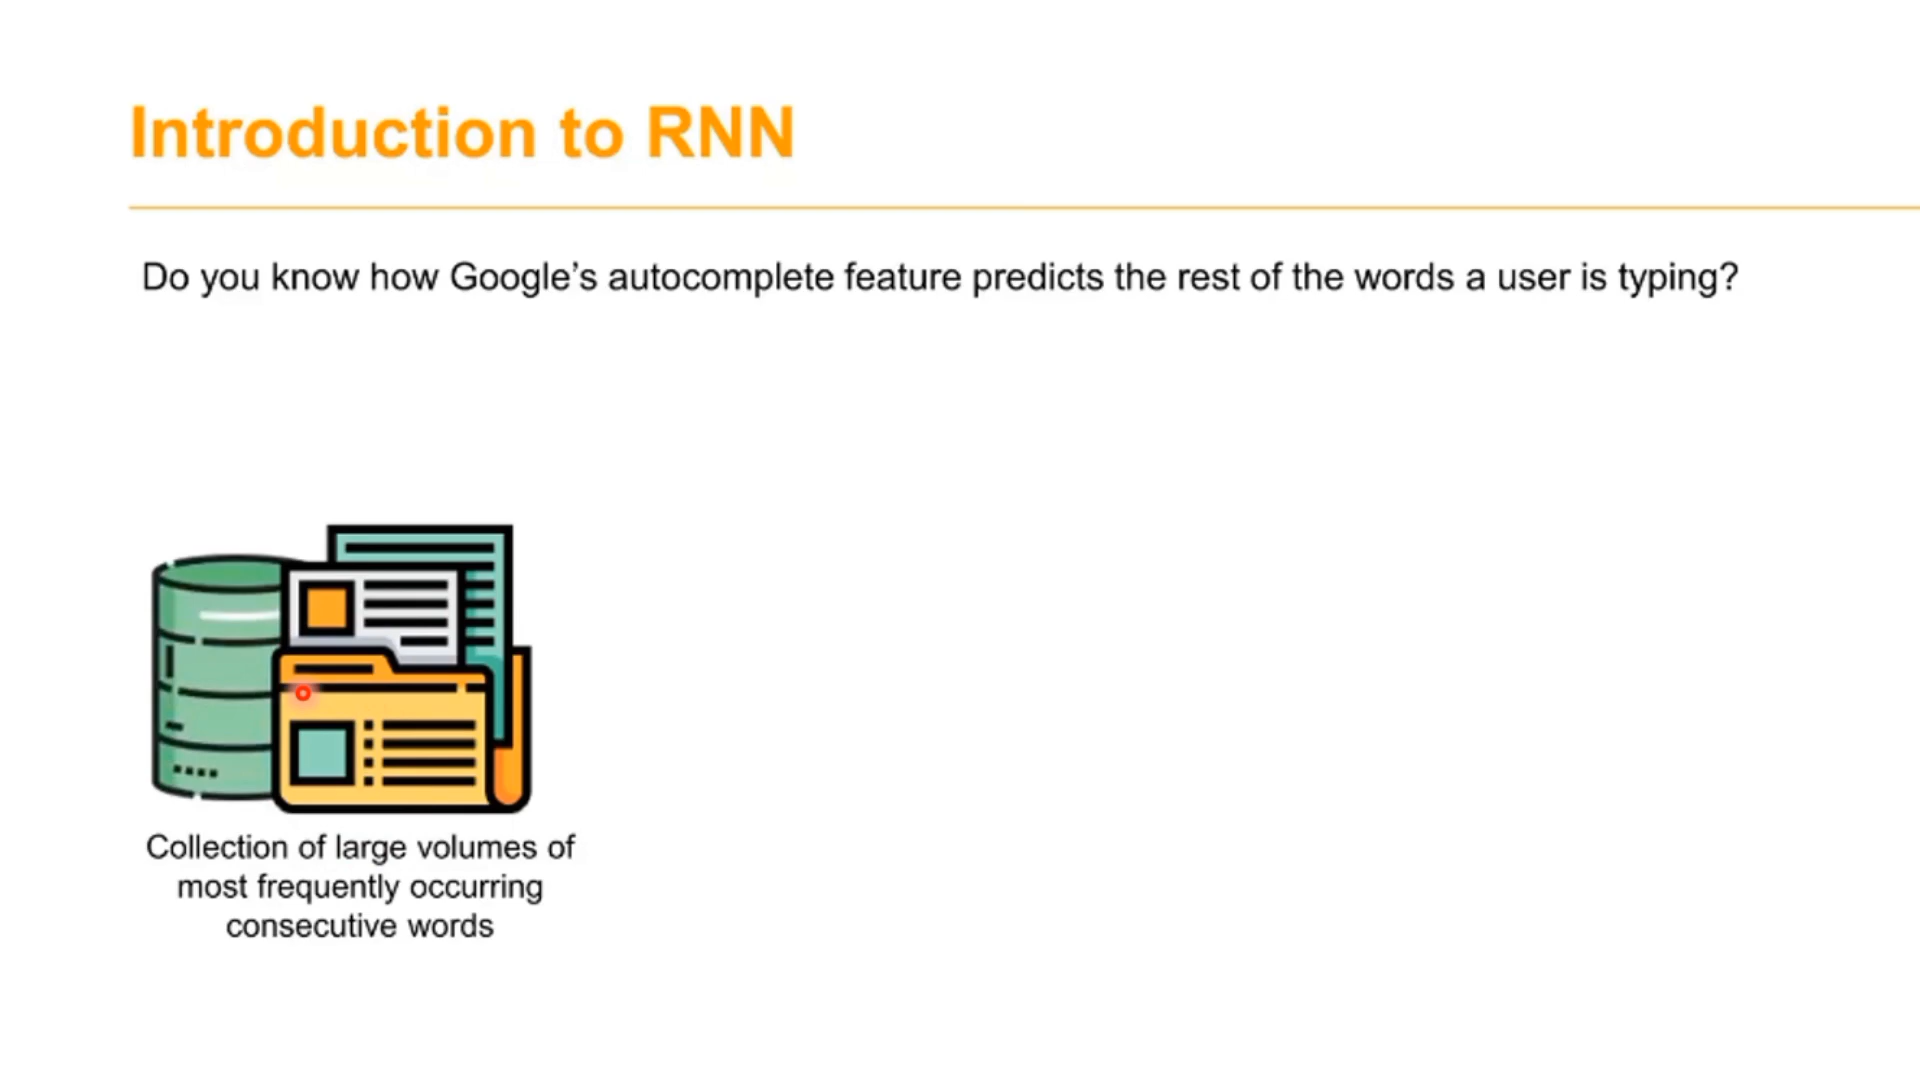 Introduction to RNN
Do you know how Google’s autocomplete feature predicts the rest of the words a user is typing?
Collection of large volumes of
most frequently occurring
consecutive words